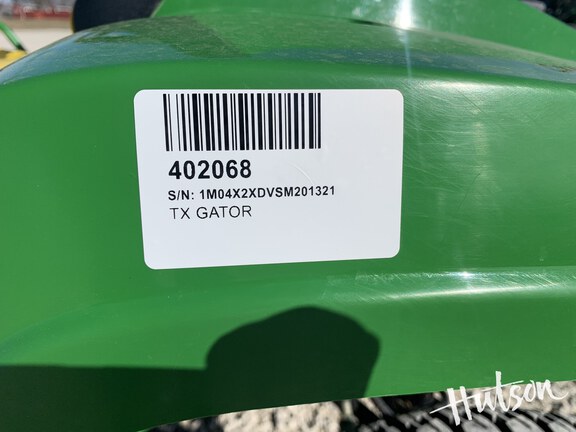 402068
S/N: 1M04X2XDVSM201321
TX GATOR
Hutson